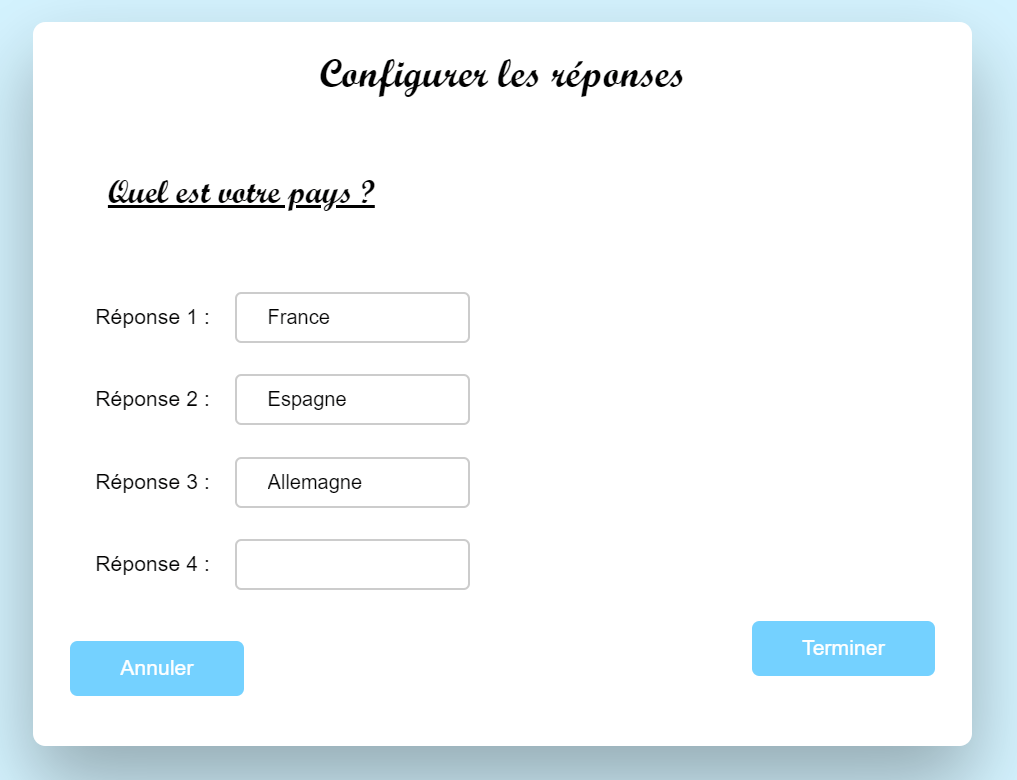 Configurer les réponses
Quel est votre pays ?
Réponse 1 : France
Réponse 2 : Espagne
Réponse 3 : Allemagne
Réponse 4 :
Terminer
Annuler